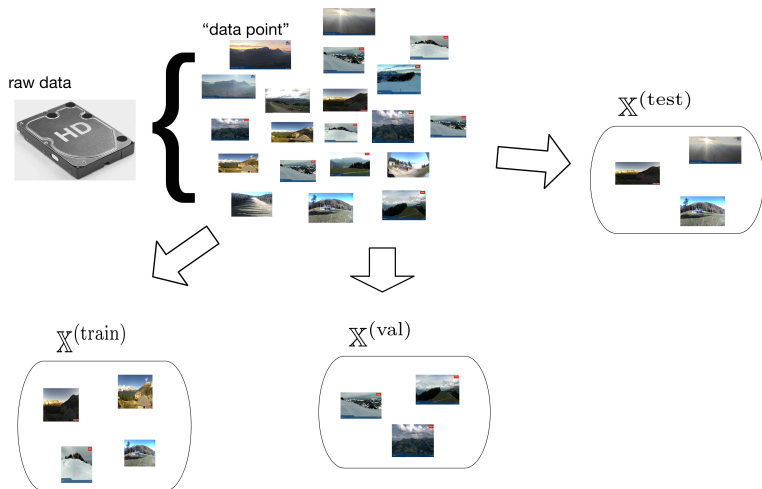 “data point”
raw data
HD
𝕏^(test)
𝕏^(train)
𝕏^(val)